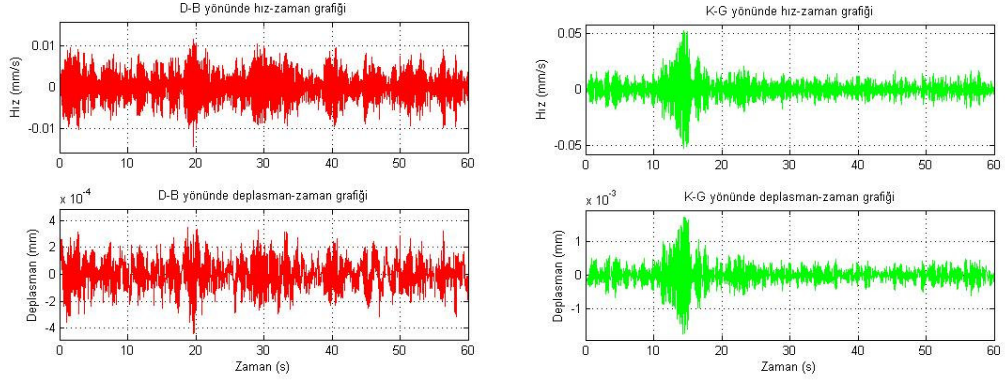 D-B yönünde hız-zaman grafiği
Hız (mm/s)
0.01
0
-0.01
0 10 20 30 40 50 60
D-B yönünde deplasman-zaman grafiği
x 10⁻⁴
Deplasman (mm)
4
2
0
-2
-4
0 10 20 30 40 50 60
Zaman (s)
K-G yönünde hız-zaman grafiği
Hız (mm/s)
0.05
0
-0.05
0 10 20 30 40 50 60
K-G yönünde deplasman-zaman grafiği
x 10⁻³
Deplasman (mm)
1
0
-1
0 10 20 30 40 50 60
Zaman (s)